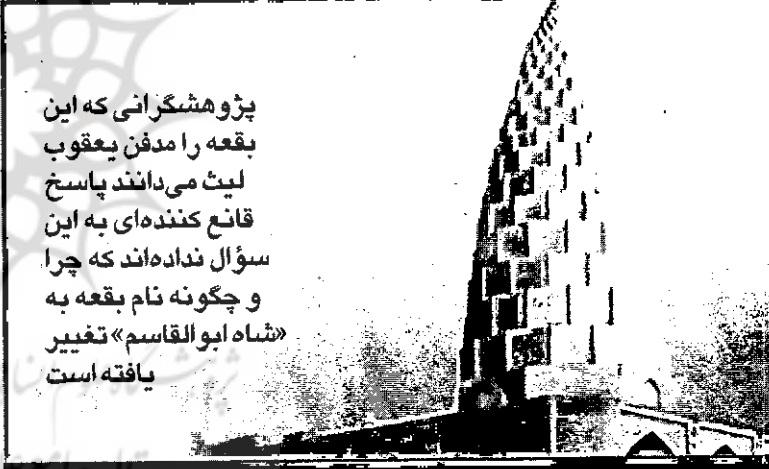 پژوهشگرانی که این
بقعه را مدفن یعقوب
لیث می‌دانند پاسخ
قانع کننده‌ای به این
سؤال نداده‌اند که چرا
و چگونه نام بقعه به
«شاه ابوالقاسم» تغییر
یافته است